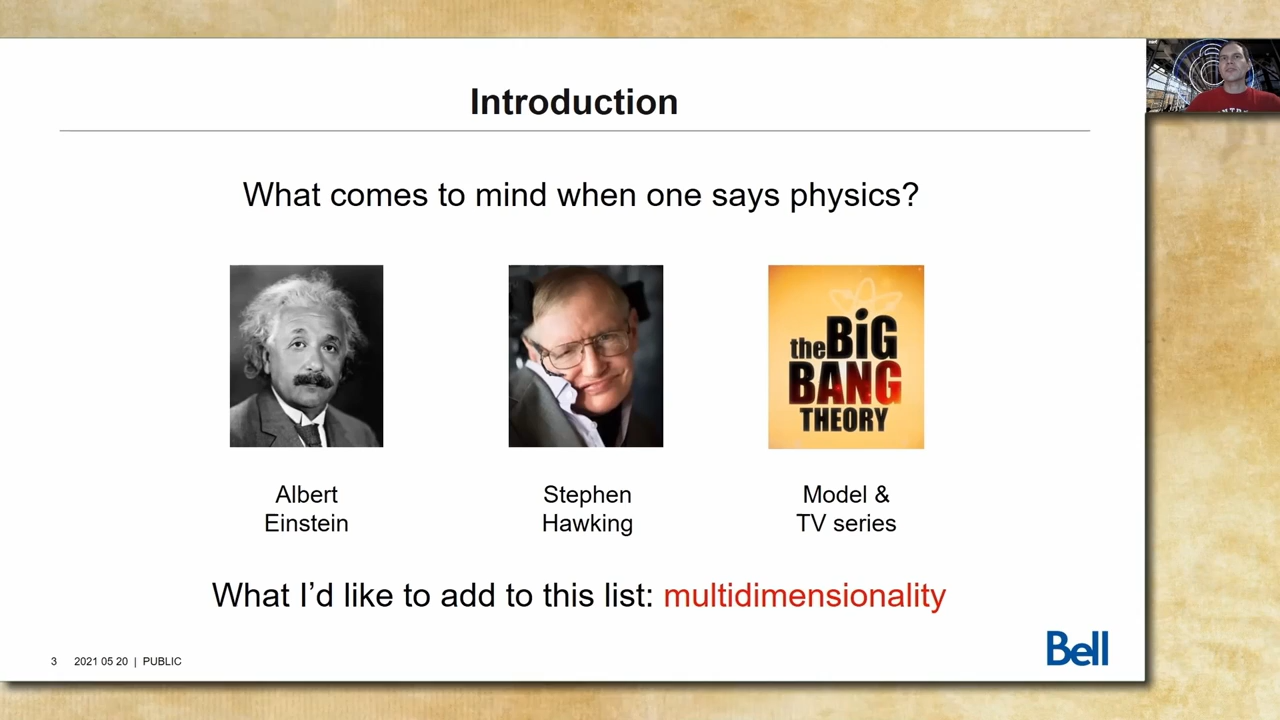 Introduction
What comes to mind when one says physics?
the BiG
BANG
THEORY
Albert
Einstein
Stephen
Hawking
Model &
TV series
What I’d like to add to this list: multidimensionality
3 2021 05 20 | PUBLIC
Bell